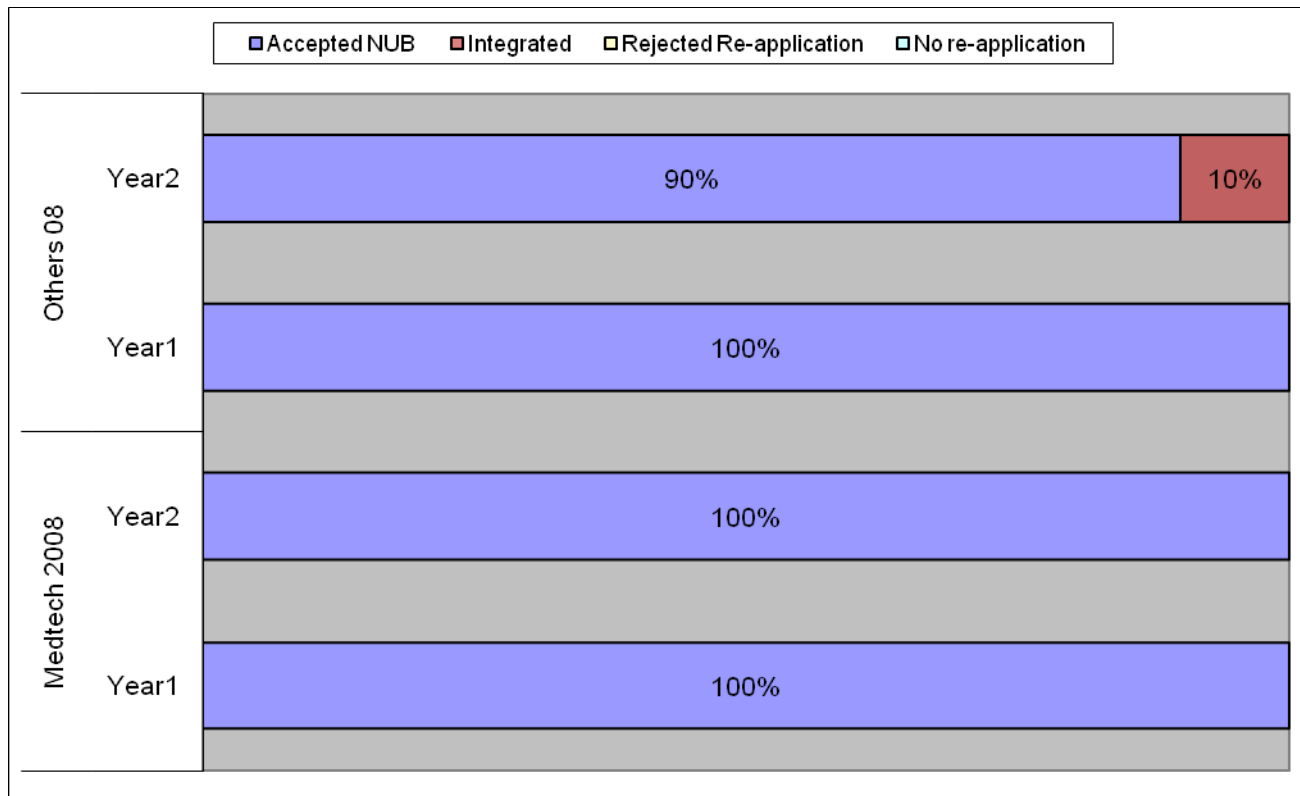 Accepted NUB Integrated Rejected Re-application No re-application
Others 08
Year2
90% 10%
Year1
100%
Medtech 2008
Year2
100%
Year1
100%